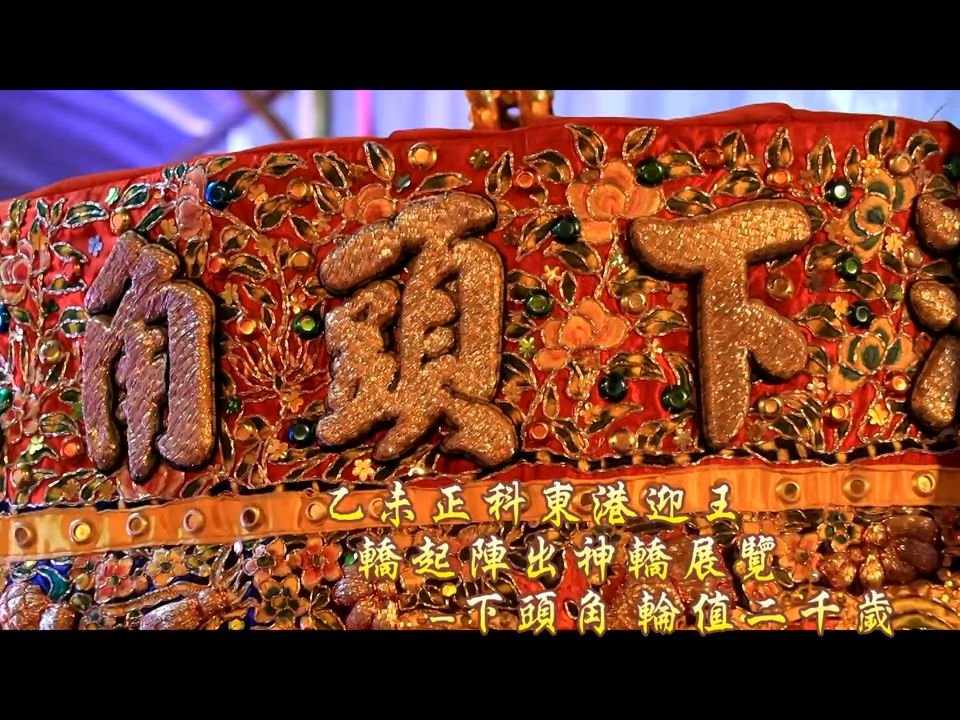 下頭角
乙未正科東港迎王
轎起陣出神轎展覽
–下頭角 輪值二千歲